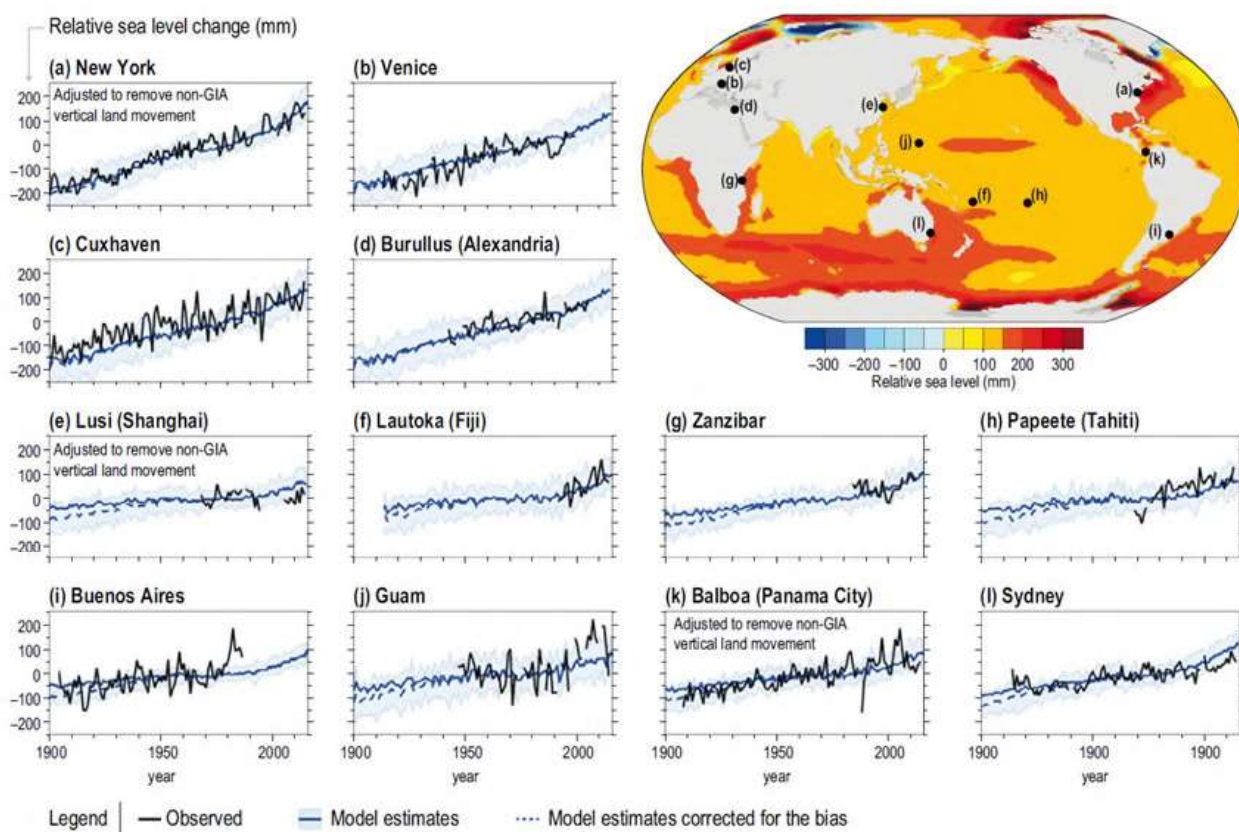 Relative sea level change (mm)
(a) New York
Adjusted to remove non-GIA
vertical land movement
200
100
0
−100
−200
(b) Venice
(c) Cuxhaven
200
100
0
−100
−200
(d) Burullus (Alexandria)
(a)
(b)
(c)
(d)
(e)
(f)
(g)
(h)
(i)
(j)
(k)
(l)
−300 −200 −100 0 100 200 300
Relative sea level (mm)
(e) Lusi (Shanghai)
Adjusted to remove non-GIA
vertical land movement
200
100
0
−100
−200
(f) Lautoka (Fiji)
(g) Zanzibar
(h) Papeete (Tahiti)
(i) Buenos Aires
200
100
0
−100
−200
1900 1950 2000
year
(j) Guam
1900 1950 2000
year
(k) Balboa (Panama City)
Adjusted to remove non-GIA
vertical land movement
1900 1950 2000
year
(l) Sydney
1900 1900 1900
year
Legend Observed Model estimates Model estimates corrected for the bias